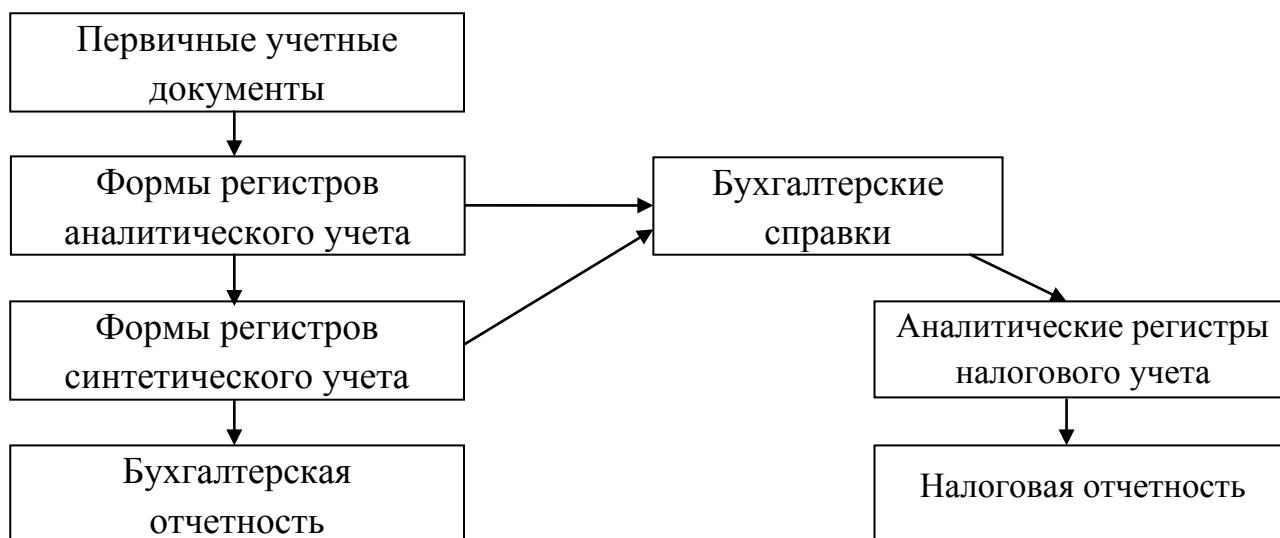 Первичные учетные
документы
Формы регистров
аналитического учета
Бухгалтерские
справки
Формы регистров
синтетического учета
Аналитические регистры
налогового учета
Бухгалтерская
отчетность
Налоговая отчетность